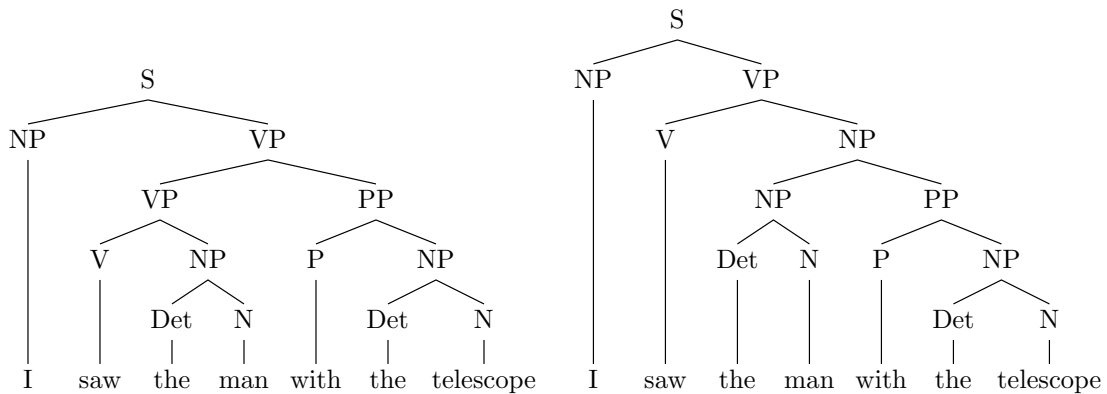 S
NP VP
VP PP
V NP P NP
Det N Det N
I saw the man with the telescope
S
NP VP
V NP
NP PP
Det N P NP
Det N
I saw the man with the telescope